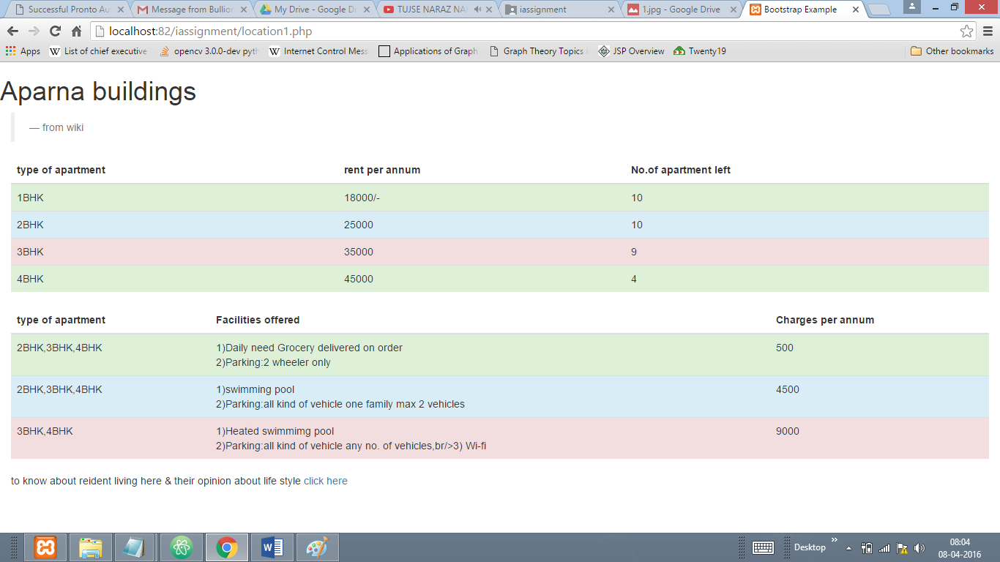 Successful Pronto Au
Message from Bullion
My Drive - Google Dr
TUJSE NARAZ NA
iassignment
1.jpg - Google Drive
Bootstrap Example
localhost:82/iassignment/location1.php
Apps
List of chief executive
opencv 3.0.0-dev pyth
Internet Control Mess
Applications of Graph
Graph Theory Topics i
JSP Overview
Twenty19
Other bookmarks
Aparna buildings
— from wiki
type of apartment rent per annum No.of apartment left
1BHK 18000/- 10
2BHK 25000 10
3BHK 35000 9
4BHK 45000 4
type of apartment Facilities offered Charges per annum
2BHK,3BHK,4BHK 1)Daily need Grocery delivered on order 500
2)Parking:2 wheeler only
2BHK,3BHK,4BHK 1)swimming pool 4500
2)Parking:all kind of vehicle one family max 2 vehicles
3BHK,4BHK 1)Heated swimmimg pool 9000
2)Parking:all kind of vehicle any no. of vehicles,br/>3) Wi-fi
to know about reident living here & their opinion about life style click here
Desktop
08:04
08-04-2016